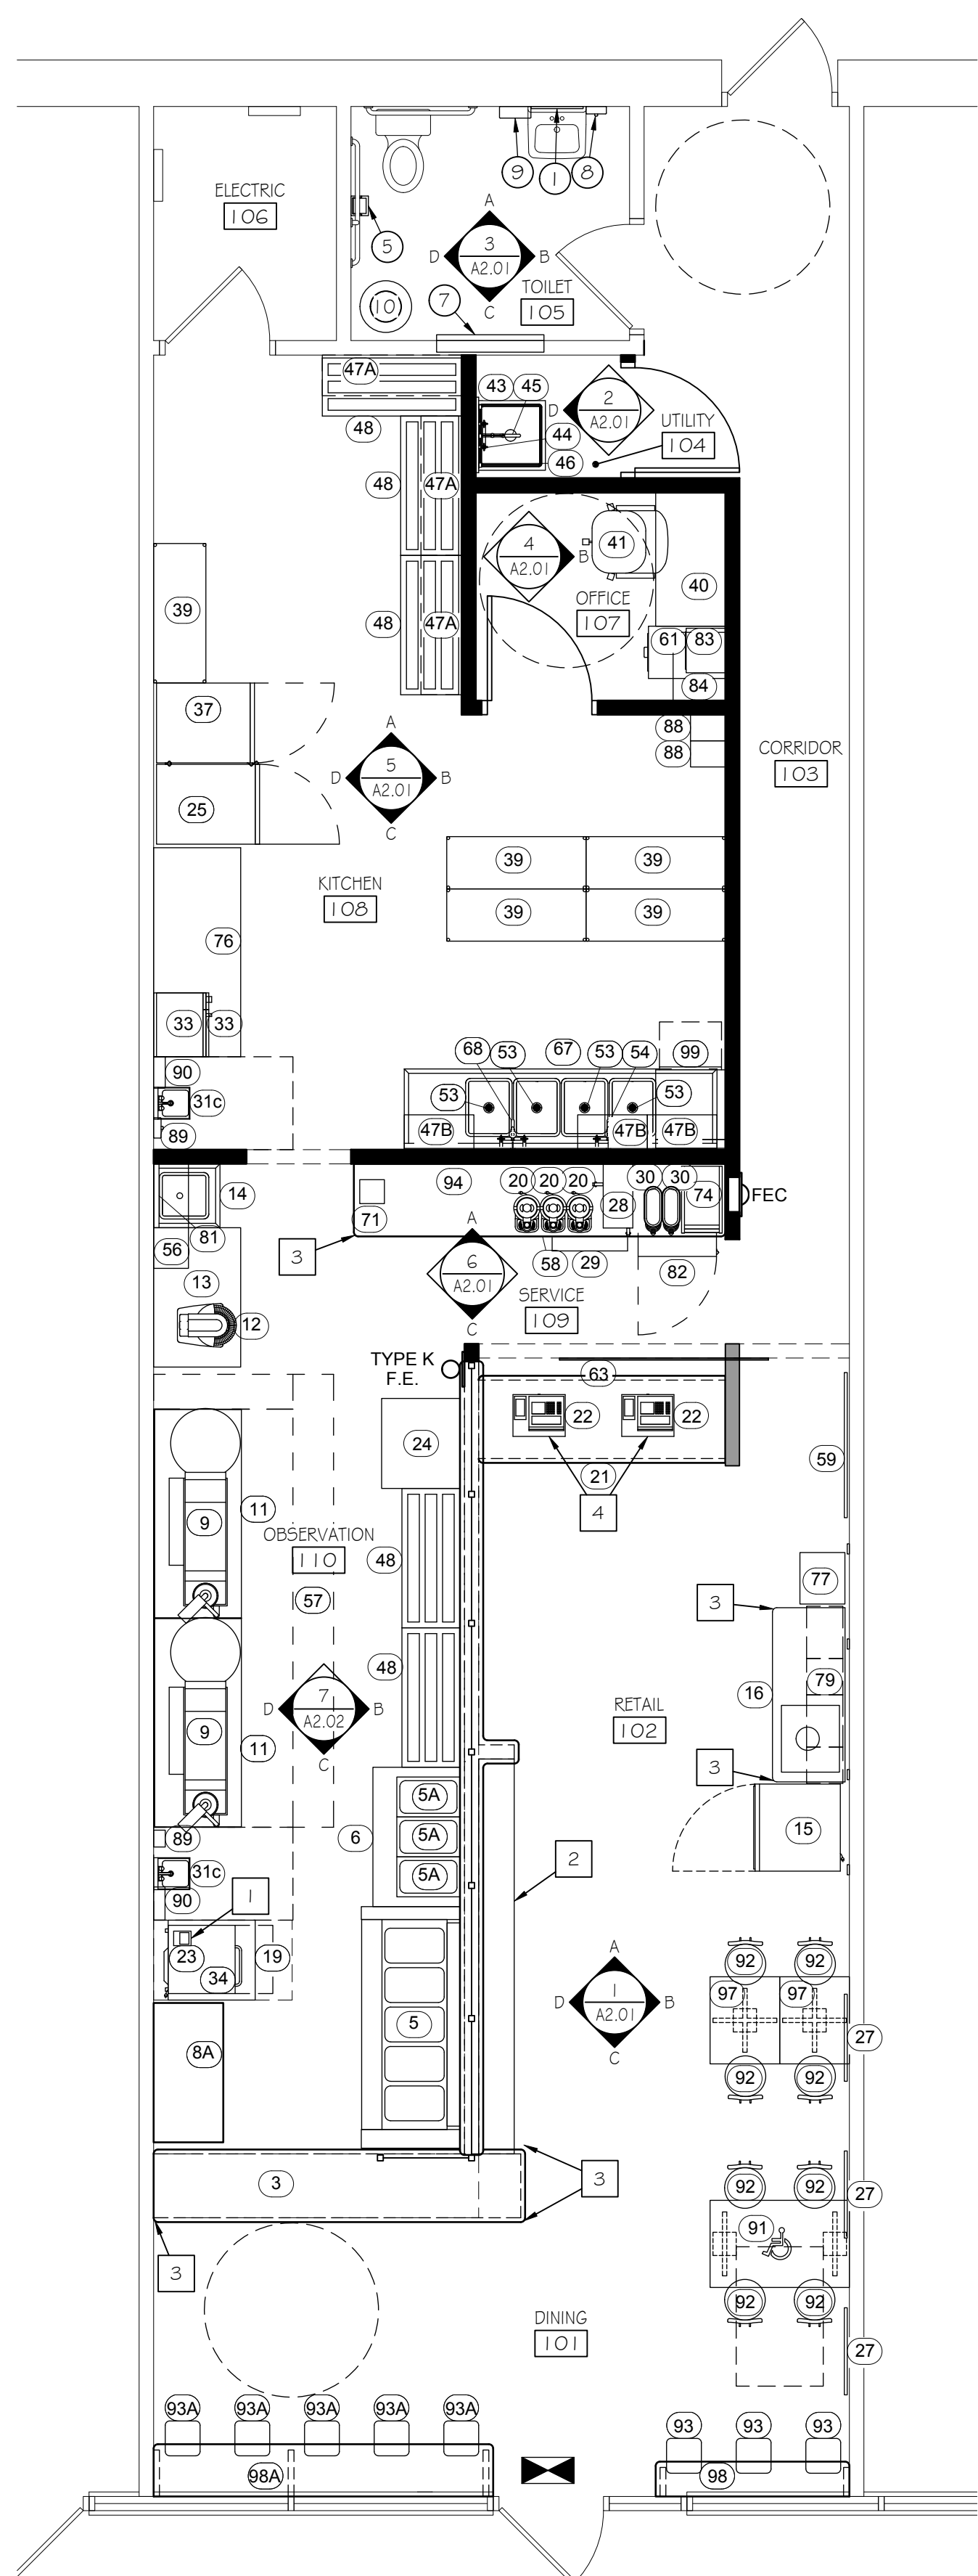 9
1
8
ELECTRIC
106
A
3
A2.01
D
B
C
5
TOILET
105
10
7
47A
43
45
D
2
A2.01
UTILITY
104
48
44
46
48
47A
4
A2.01
B
41
40
OFFICE
107
39
48
47A
61
83
84
37
88
88
CORRIDOR
103
A
5
A2.01
D
B
C
25
39
39
KITCHEN
108
39
39
76
33
33
68
53
67
53
54
99
90
31c
53
53
89
47B
47B
47B
14
94
20
20
20
28
30
30
74
FEC
71
81
56
3
A
6
A2.01
C
58
29
82
13
SERVICE
109
12
TYPE K
F.E.
63
22
22
24
21
59
4
9
11
OBSERVATION
110
48
77
57
3
48
16
79
RETAIL
102
D
7
A2.02
B
C
9
11
3
5A
5A
5A
6
15
89
2
31c
90
1
23
34
19
92
92
A
1
A2.01
D
B
C
97
97
5
27
8A
92
92
3
3
92
92
27
91
3
92
92
DINING
101
27
93A
93A
93A
93A
93A
93
93
93
98A
98